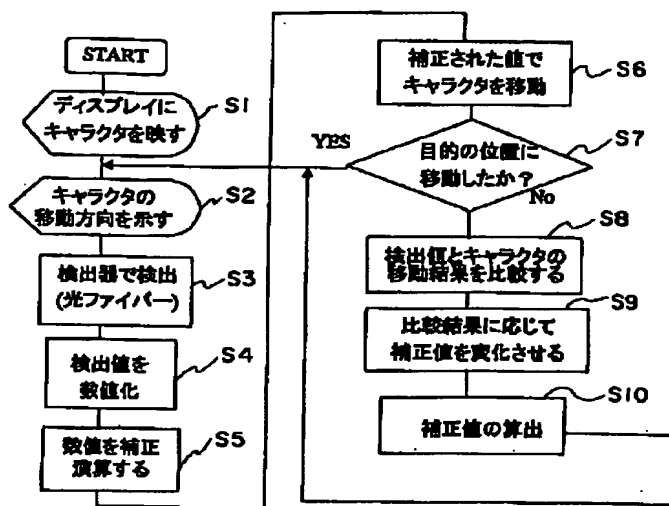 START
ディスプレイに
キャラクタを映す
S1
キャラクタの
移動方向を示す
S2
検出器で検出
(光ファイバー)
S3
検出値を
数値化
S4
数値を補正
演算する
S5
補正された値で
キャラクタを移動
S6
目的の位置に
移動したか?
S7
YES
No
検出値とキャラクタの
移動結果を比較する
S8
比較結果に応じて
補正値を変化させる
S9
補正値の算出
S10